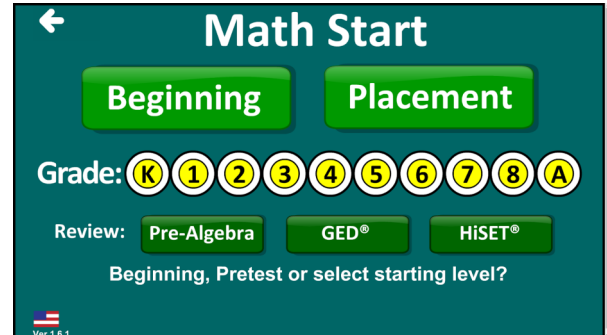 Math Start
Beginning Placement
Grade: K 1 2 3 4 5 6 7 8 A
Review: Pre-Algebra GED® HiSET®
Beginning, Pretest or select starting level?
Ver 1.6.1